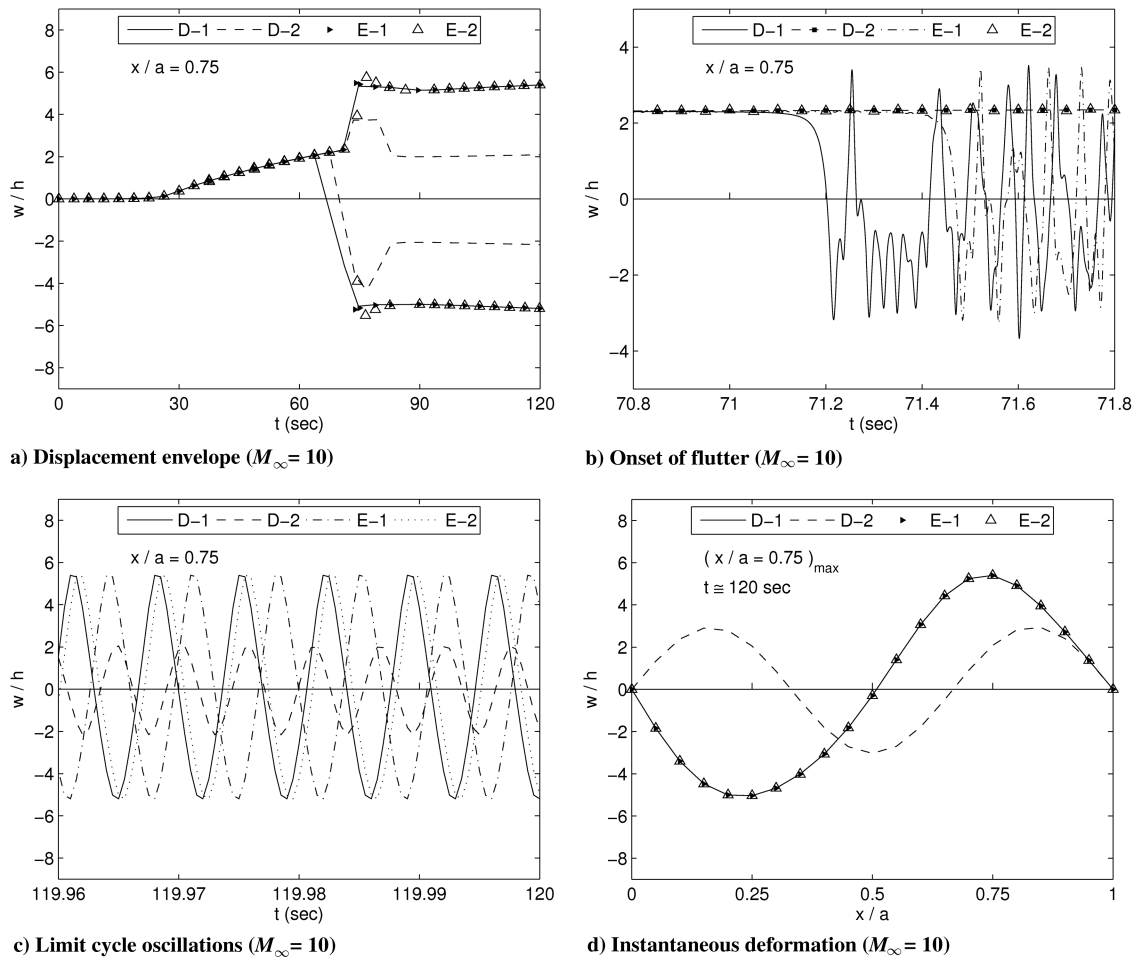 D−1 D−2 E−1 E−2
x / a = 0.75
w / h
8
6
4
2
0
−2
−4
−6
−8
0 30 60 90 120
t (sec)
a) Displacement envelope (M∞= 10)
D−1 D−2 E−1 E−2
x / a = 0.75
w / h
4
2
0
−2
−4
70.8 71 71.2 71.4 71.6 71.8
t (sec)
b) Onset of flutter (M∞= 10)
D−1 D−2 E−1 E−2
x / a = 0.75
w / h
8
6
4
2
0
−2
−4
−6
−8
119.96 119.97 119.98 119.99 120
t (sec)
c) Limit cycle oscillations (M∞= 10)
D−1 D−2 E−1 E−2
( x / a = 0.75 )max
t ≅ 120 sec
w / h
8
6
4
2
0
−2
−4
−6
−8
0 0.25 0.5 0.75 1
x / a
d) Instantaneous deformation (M∞= 10)